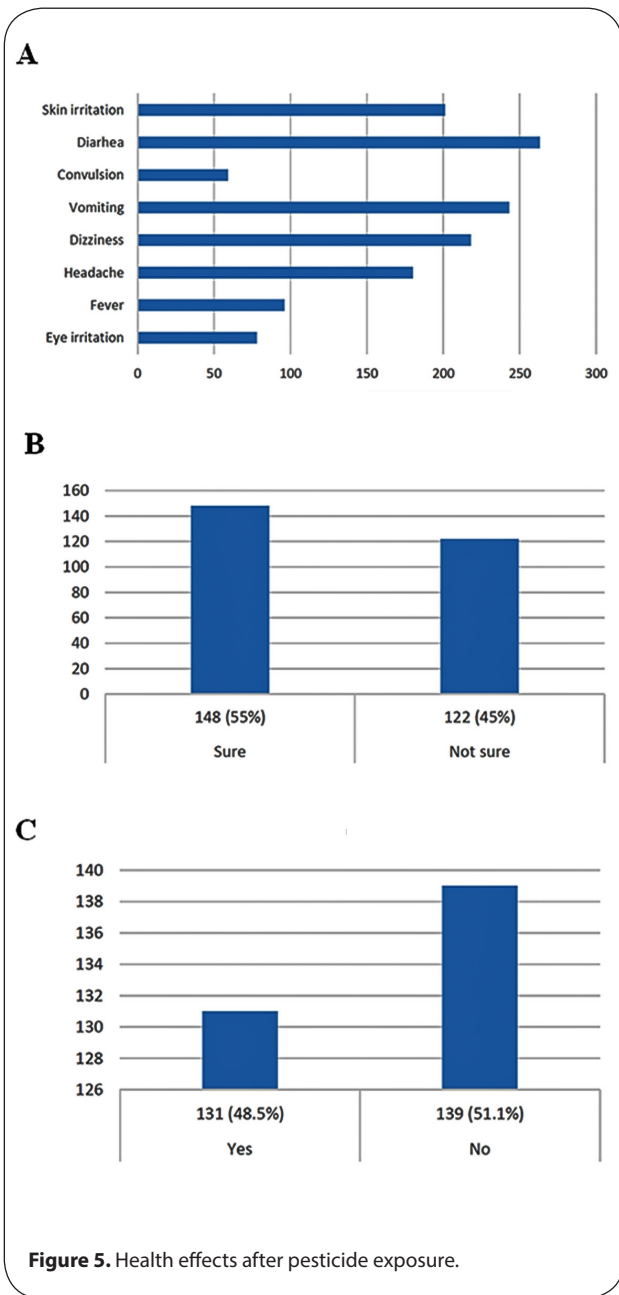 A
Skin irritation
Diarhea
Convulsion
Vomiting
Dizziness
Headache
Fever
Eye irritation
0 50 100 150 200 250 300
B
160
140
120
100
80
60
40
20
0
148 (55%) 122 (45%)
Sure Not sure
C
140
138
136
134
132
130
128
126
131 (48.5%) 139 (51.1%)
Yes No
Figure 5. Health effects after pesticide exposure.